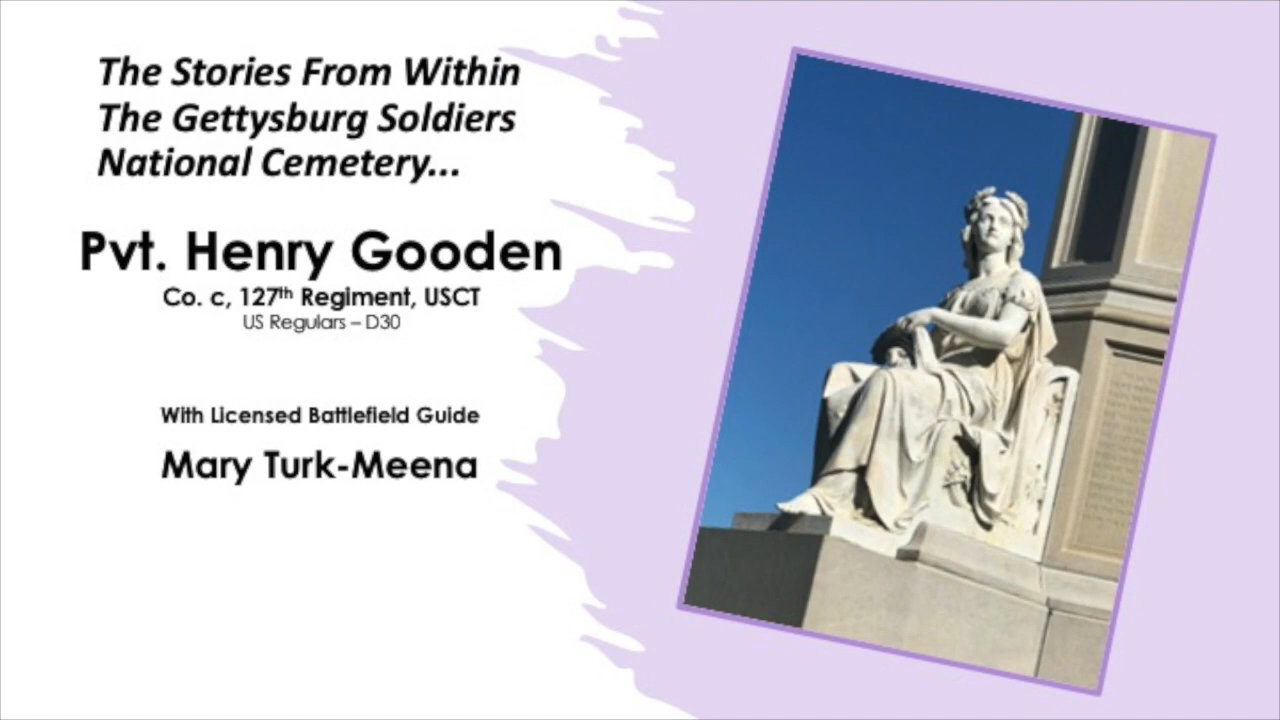 The Stories From Within
The Gettysburg Soldiers
National Cemetery...
Pvt. Henry Gooden
Co. c, 127th Regiment, USCT
US Regulars – D30
With Licensed Battlefield Guide
Mary Turk-Meena